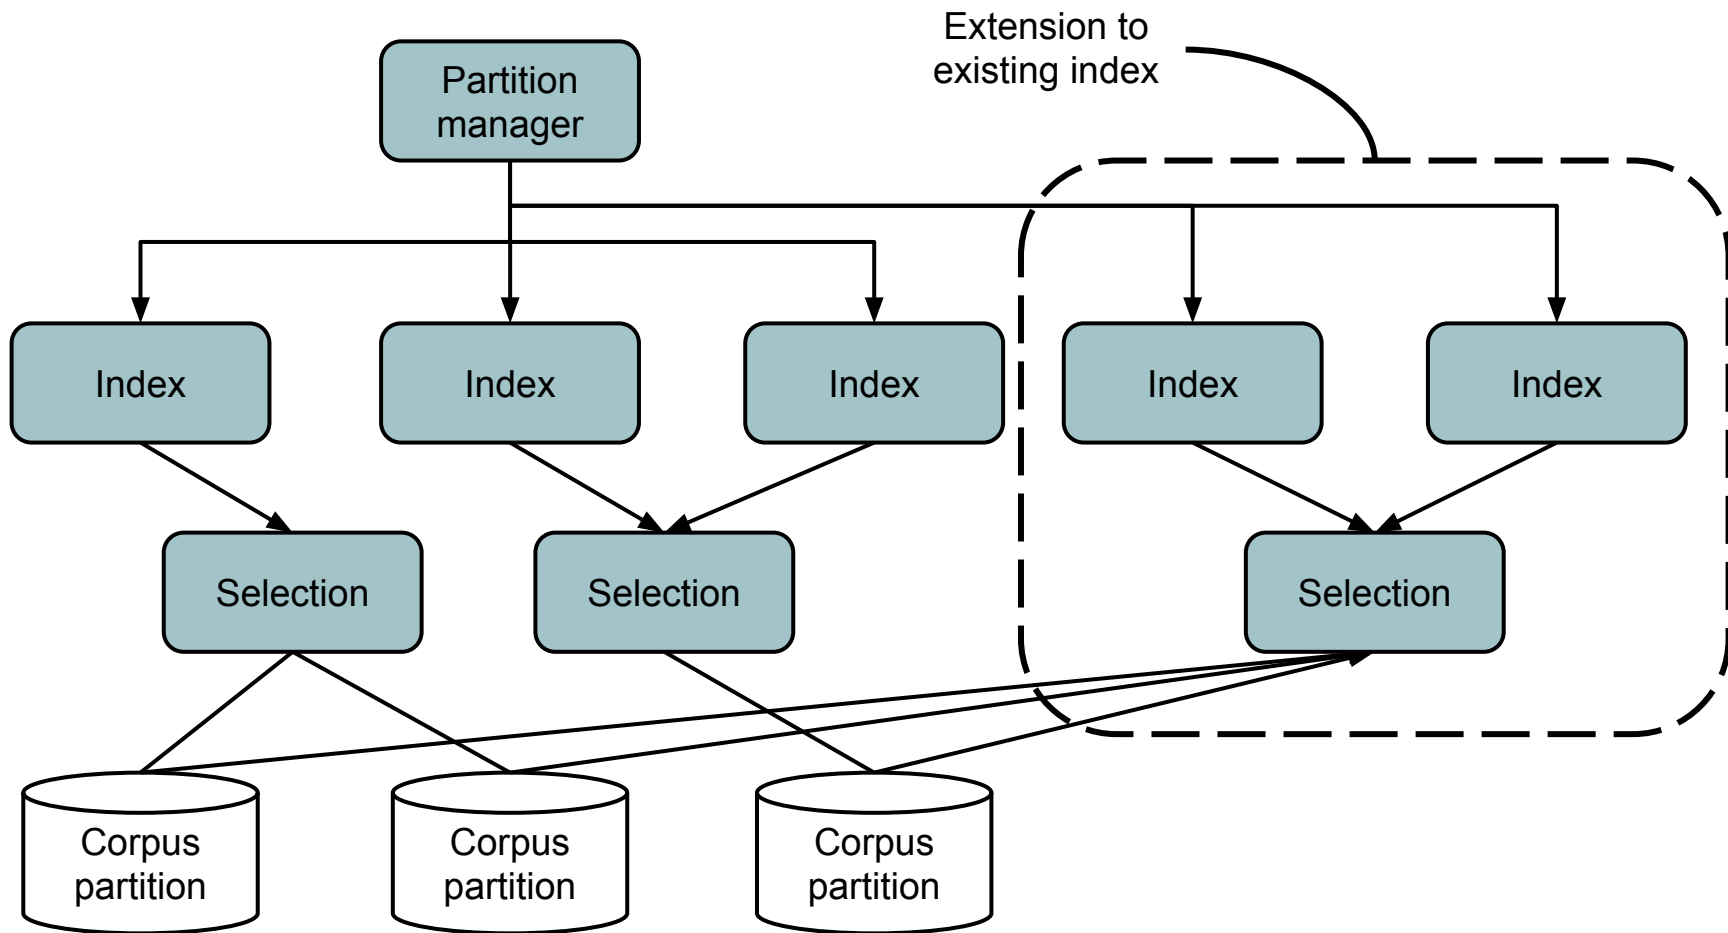 Extension to
existing index
Partition
manager
Index
Index
Index
Index
Index
Selection
Selection
Selection
Corpus
partition
Corpus
partition
Corpus
partition